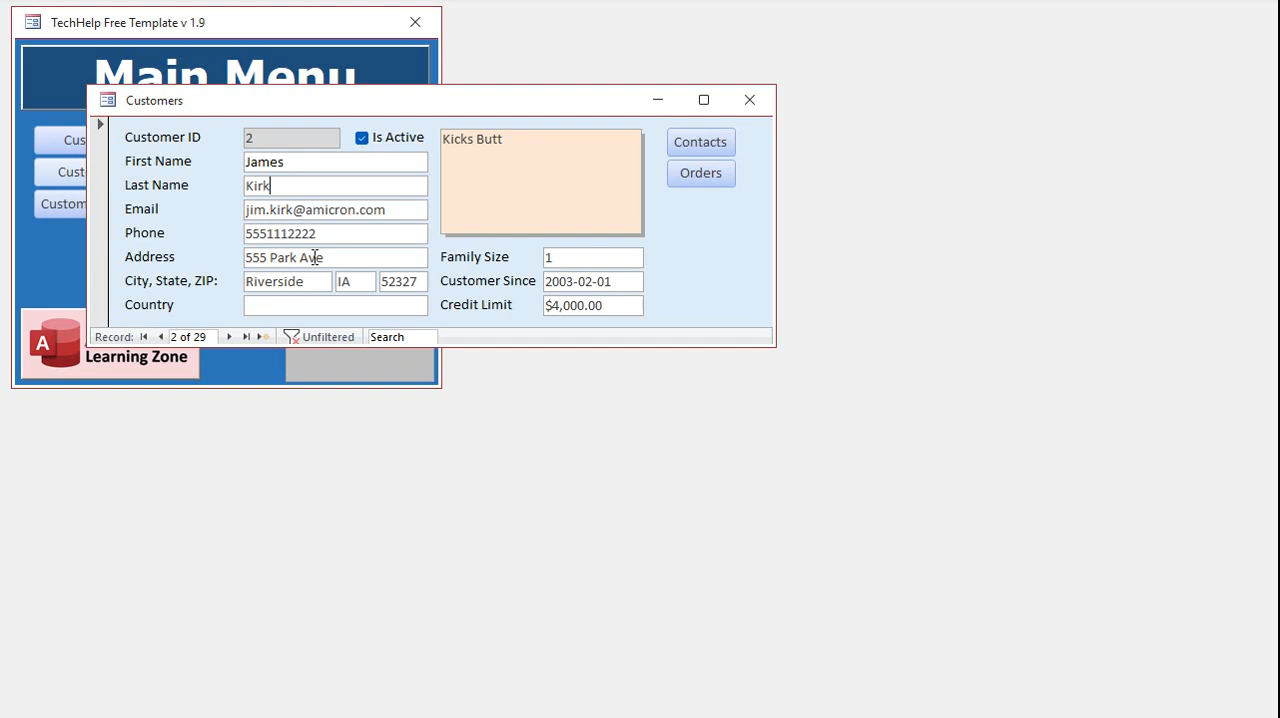 TechHelp Free Template v 1.9
Main Menu
Customers
Customer ID
2
Is Active
Kicks Butt
Contacts
First Name
James
Orders
Last Name
Kirk
Email
jim.kirk@amicron.com
Phone
5551112222
Address
555 Park Ave
Family Size
1
City, State, ZIP:
Riverside
IA
52327
Customer Since
2003-02-01
Country
Credit Limit
$4,000.00
Record:
2 of 29
Unfiltered
Search
Cus
Cust
Custom
A
Learning Zone